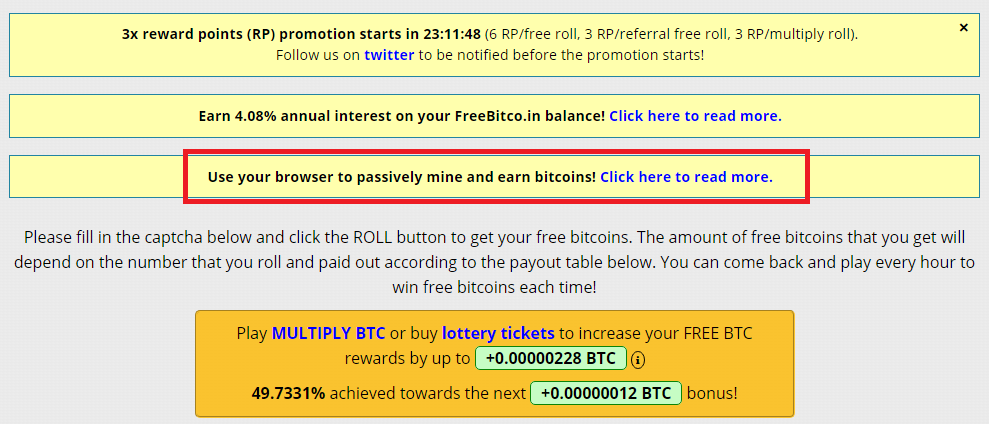 3x reward points (RP) promotion starts in 23:11:48 (6 RP/free roll, 3 RP/referral free roll, 3 RP/multiply roll).
Follow us on twitter to be notified before the promotion starts!
Earn 4.08% annual interest on your FreeBitco.in balance! Click here to read more.
Use your browser to passively mine and earn bitcoins! Click here to read more.
Please fill in the captcha below and click the ROLL button to get your free bitcoins. The amount of free bitcoins that you get will
depend on the number that you roll and paid out according to the payout table below. You can come back and play every hour to
win free bitcoins each time!
Play MULTIPLY BTC or buy lottery tickets to increase your FREE BTC
rewards by up to +0.00000228 BTC
49.7331% achieved towards the next +0.00000012 BTC bonus!